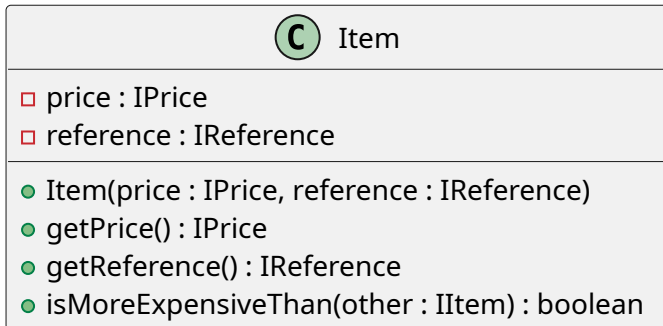 C Item
price : IPrice
reference : IReference
Item(price : IPrice, reference : IReference)
getPrice() : IPrice
getReference() : IReference
isMoreExpensiveThan(other : IItem) : boolean